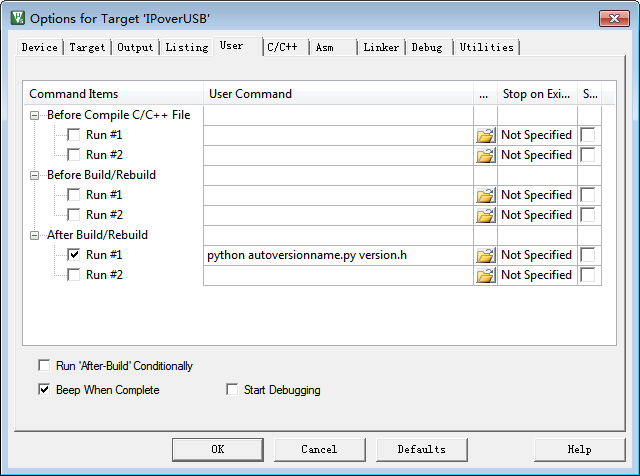 Options for Target 'IPoverUSB'
Device Target Output Listing User C/C++ Asm Linker Debug Utilities
Command Items User Command ... Stop on Exi... S...
Before Compile C/C++ File
Run #1 Not Specified
Run #2 Not Specified
Before Build/Rebuild
Run #1 Not Specified
Run #2 Not Specified
After Build/Rebuild
Run #1 python autoversionname.py version.h Not Specified
Run #2 Not Specified
Run 'After-Build' Conditionally
Beep When Complete Start Debugging
OK Cancel Defaults Help